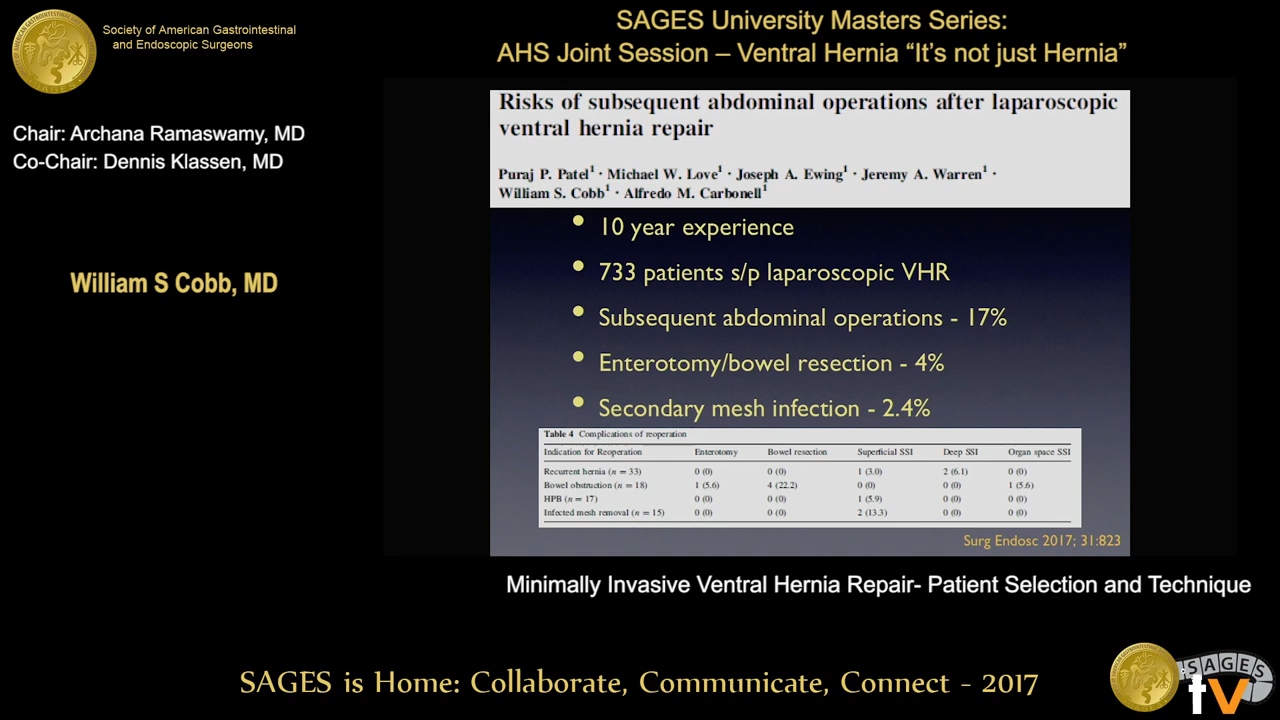 Society of American Gastrointestinal
and Endoscopic Surgeons
SAGES University Masters Series:
AHS Joint Session – Ventral Hernia “It’s not just Hernia”
Chair: Archana Ramaswamy, MD
Co-Chair: Dennis Klassen, MD
William S Cobb, MD
Risks of subsequent abdominal operations after laparoscopic
ventral hernia repair
Puraj P. Patel1 · Michael W. Love1 · Joseph A. Ewing1 · Jeremy A. Warren1 ·
William S. Cobb1 · Alfredo M. Carbonell1
• 10 year experience
• 733 patients s/p laparoscopic VHR
• Subsequent abdominal operations - 17%
• Enterotomy/bowel resection - 4%
• Secondary mesh infection - 2.4%
Table 4 Complications of reoperation
Indication for Reoperation Enterotomy Bowel resection Superficial SSI Deep SSI Organ space SSI
Recurrent hernia (n = 33) 0 (0) 0 (0) 1 (3.0) 2 (6.1) 0 (0)
Bowel obstruction (n = 18) 1 (5.6) 4 (22.2) 0 (0) 0 (0) 1 (5.6)
HPB (n = 17) 0 (0) 0 (0) 1 (5.9) 0 (0) 0 (0)
Infected mesh removal (n = 15) 0 (0) 0 (0) 2 (13.3) 0 (0) 0 (0)
Surg Endosc 2017; 31:823
Minimally Invasive Ventral Hernia Repair- Patient Selection and Technique
SAGES is Home: Collaborate, Communicate, Connect - 2017
SAGES
tv